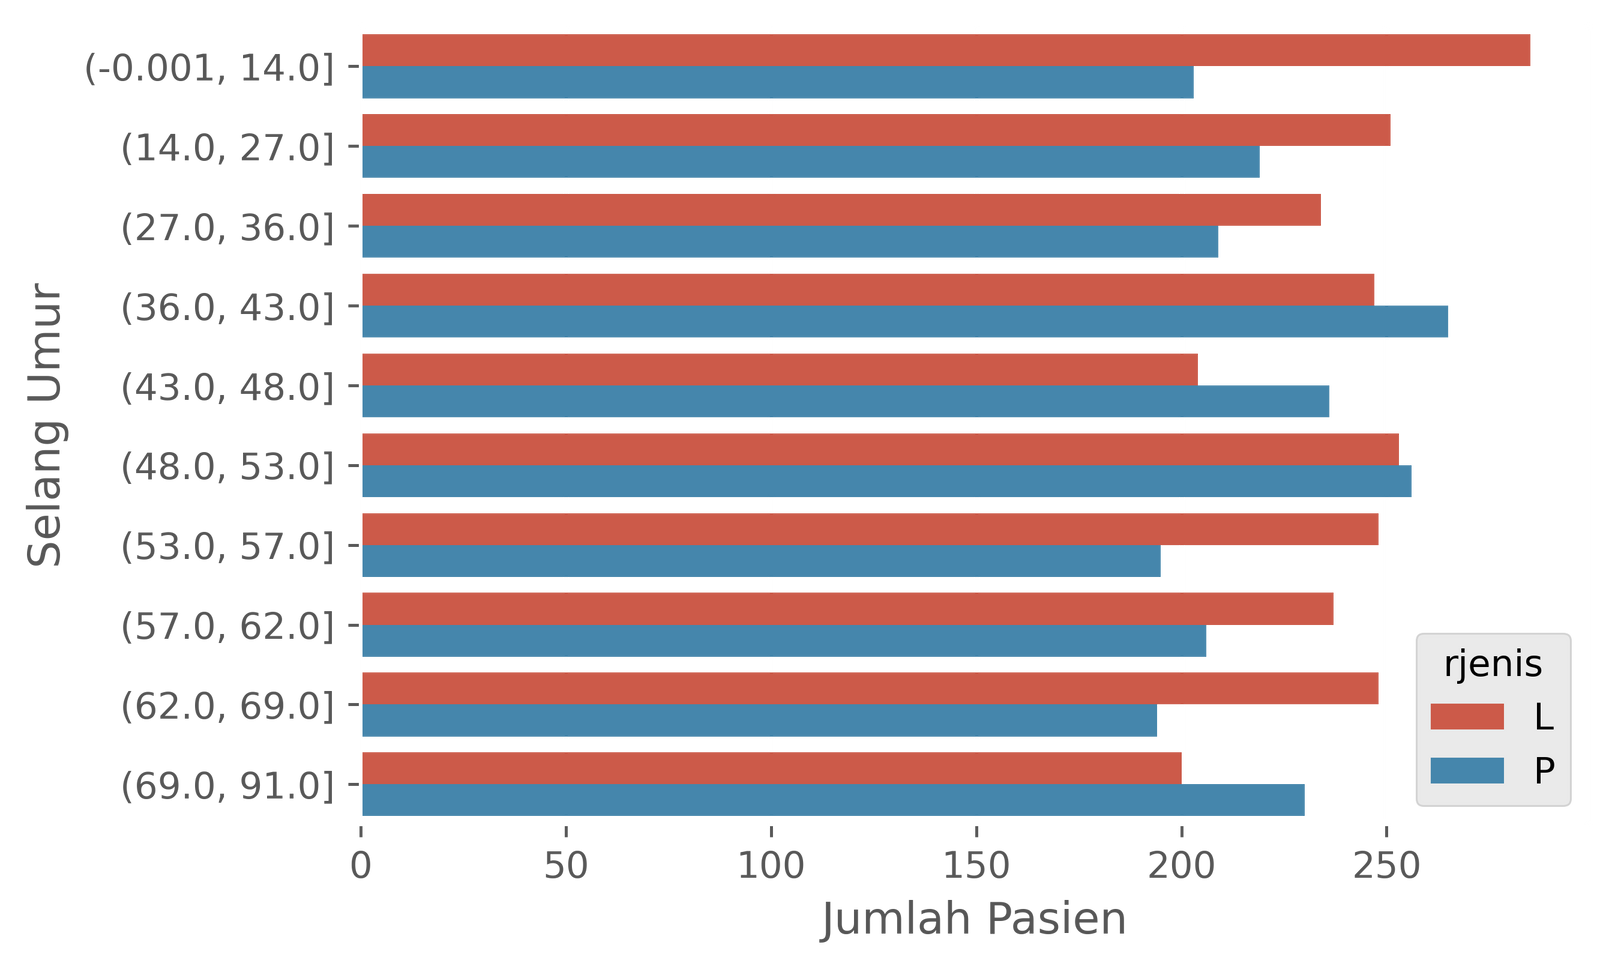 (-0.001, 14.0]
(14.0, 27.0]
(27.0, 36.0]
(36.0, 43.0]
(43.0, 48.0]
(48.0, 53.0]
(53.0, 57.0]
(57.0, 62.0]
(62.0, 69.0]
(69.0, 91.0]
Selang Umur
rjenis
L
P
0 50 100 150 200 250
Jumlah Pasien